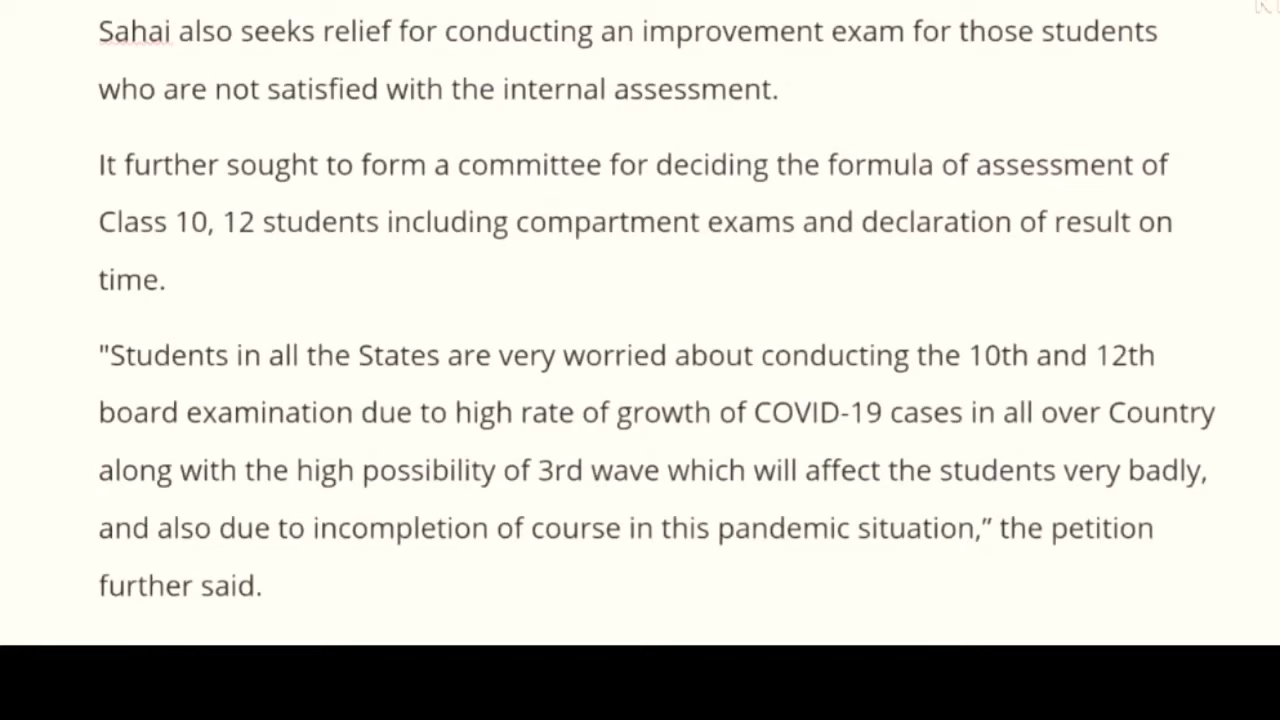 Sahai also seeks relief for conducting an improvement exam for those students
who are not satisfied with the internal assessment.
It further sought to form a committee for deciding the formula of assessment of
Class 10, 12 students including compartment exams and declaration of result on
time.
"Students in all the States are very worried about conducting the 10th and 12th
board examination due to high rate of growth of COVID-19 cases in all over Country
along with the high possibility of 3rd wave which will affect the students very badly,
and also due to incompletion of course in this pandemic situation,” the petition
further said.